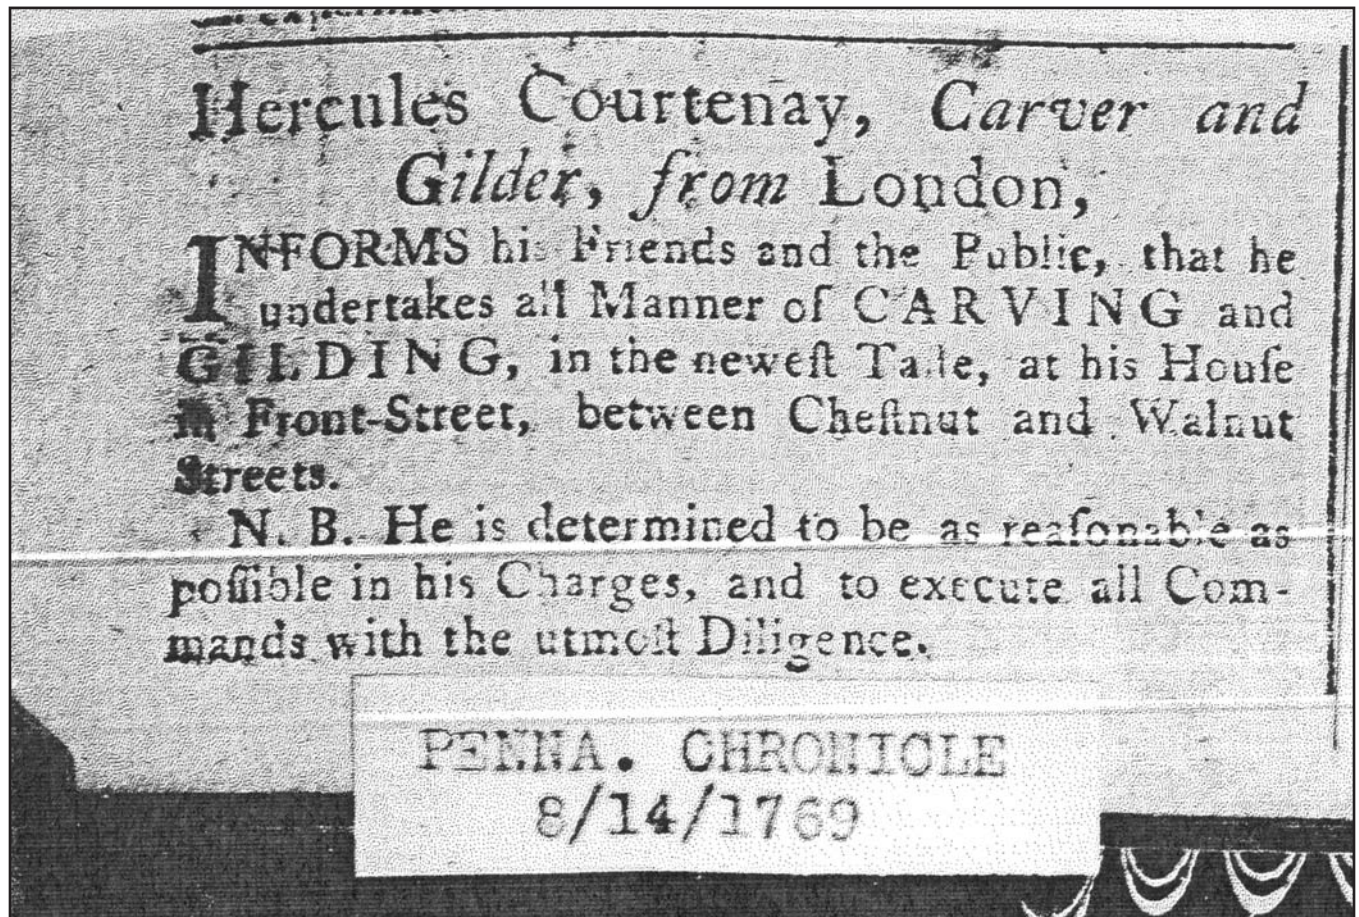 Hercules Courtenay, Carver and
Gilder, from London,
INFORMS his Friends and the Public, that he
undertakes all Manner of CARVING and
GILDING, in the neweſt Taſte, at his Houſe
in Front-Street, between Cheſtnut and Walnut
Streets.
N. B. He is determined to be as reaſonable as
poſſible in his Charges, and to execute all Com-
mands with the utmoſt Diligence.
PENNA. CHRONICLE
8/14/1769